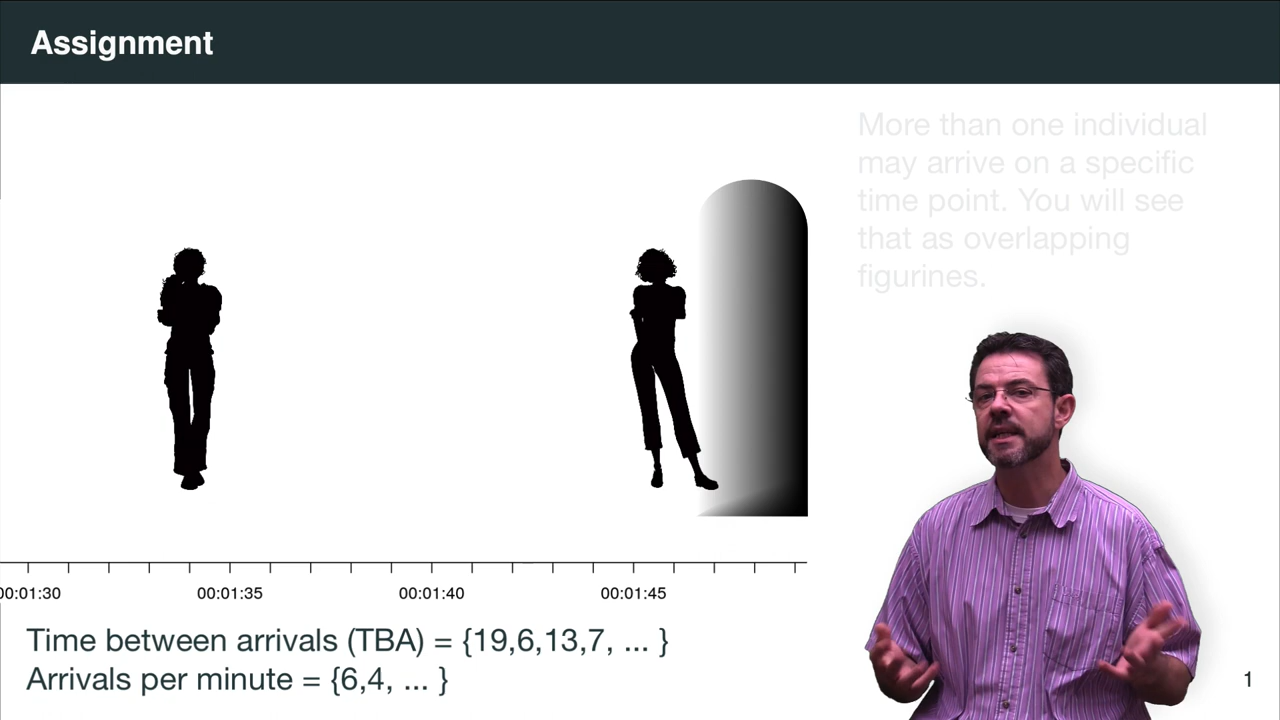 Assignment
More than one individual
may arrive on a specific
time point. You will see
that as overlapping
figurines.
00:01:30
00:01:35
00:01:40
00:01:45
Time between arrivals (TBA) = {19,6,13,7, ... }
Arrivals per minute = {6,4, ... }
1